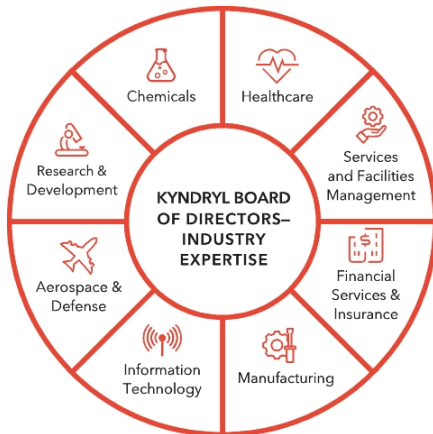 KYNDRYL BOARD
OF DIRECTORS–
INDUSTRY
EXPERTISE
Chemicals
Healthcare
Services
and Facilities
Management
$
Financial
Services &
Insurance
Manufacturing
Information
Technology
Aerospace &
Defense
Research &
Development